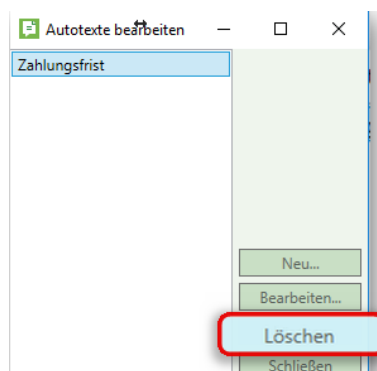 Autotexte bearbeiten
Zahlungsfrist
Neu...
Bearbeiten...
Löschen
Schließen